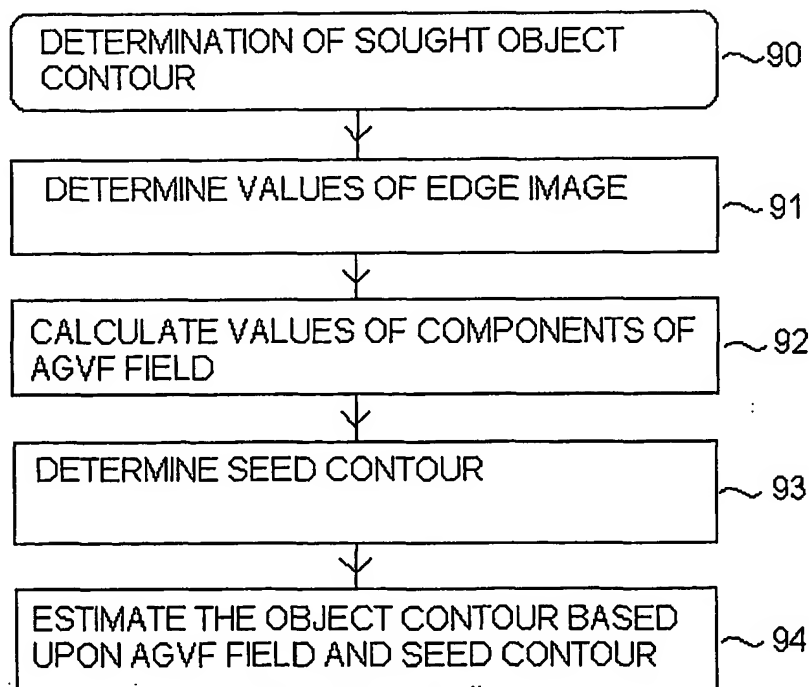 DETERMINATION OF SOUGHT OBJECT
CONTOUR
90
DETERMINE VALUES OF EDGE IMAGE
91
CALCULATE VALUES OF COMPONENTS OF
AGVF FIELD
92
DETERMINE SEED CONTOUR
93
ESTIMATE THE OBJECT CONTOUR BASED
UPON AGVF FIELD AND SEED CONTOUR
94